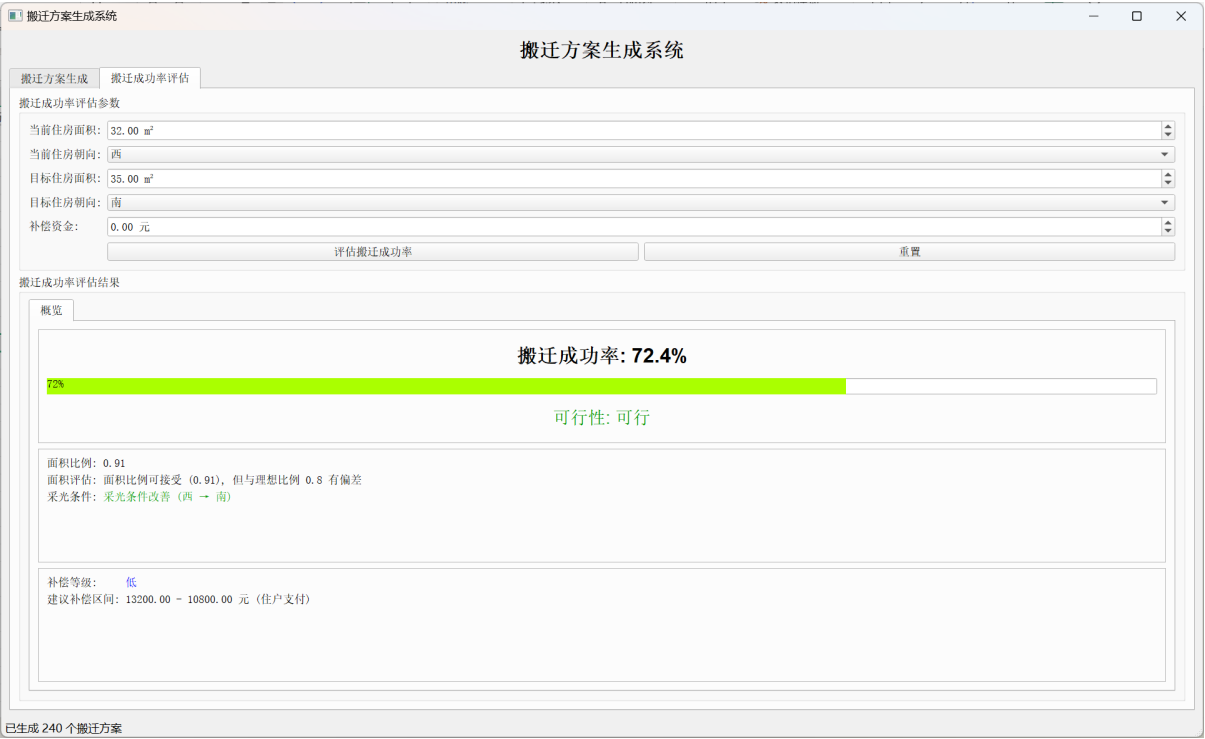 搬迁方案生成系统
搬迁方案生成系统
搬迁方案生成 搬迁成功率评估
搬迁成功率评估参数
当前住房面积: 32.00 m²
当前住房朝向: 西
目标住房面积: 35.00 m²
目标住房朝向: 南
补偿资金: 0.00 元
评估搬迁成功率 重置
搬迁成功率评估结果
概览
搬迁成功率: 72.4%
72%
可行性: 可行
面积比例: 0.91
面积评估: 面积比例可接受 (0.91), 但与理想比例 0.8 有偏差
采光条件: 采光条件改善 (西 → 南)
补偿等级: 低
建议补偿区间: 13200.00 - 10800.00 元 (住户支付)
已生成 240 个搬迁方案